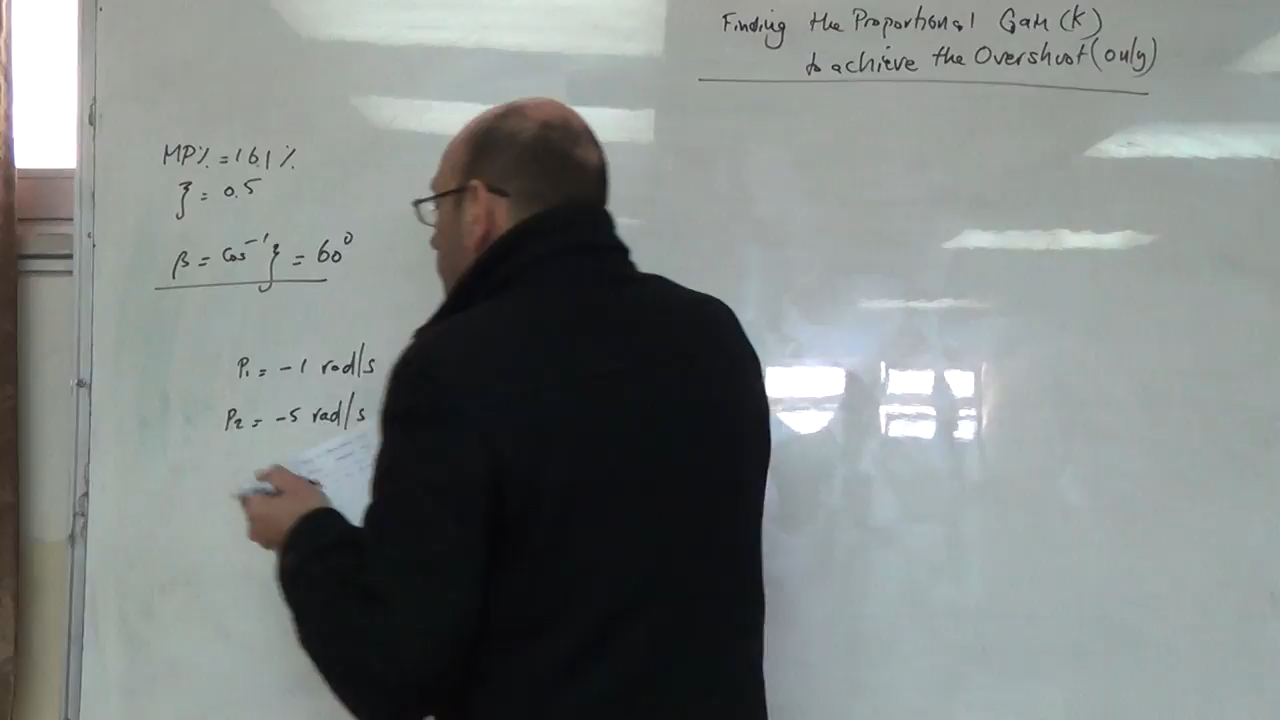 Finding the Proportional Gain (K)
to achieve the Overshoot (only)
MP% = 16.1 %
ξ = 0.5
β = cos⁻¹ ξ = 60°
P₁ = -1 rad/s
P₂ = -5 rad/s